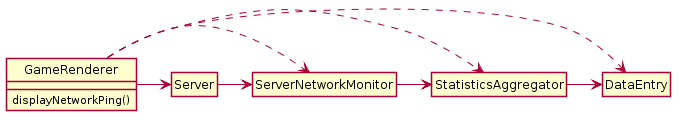 GameRenderer
displayNetworkPing()
Server
ServerNetworkMonitor
StatisticsAggregator
DataEntry